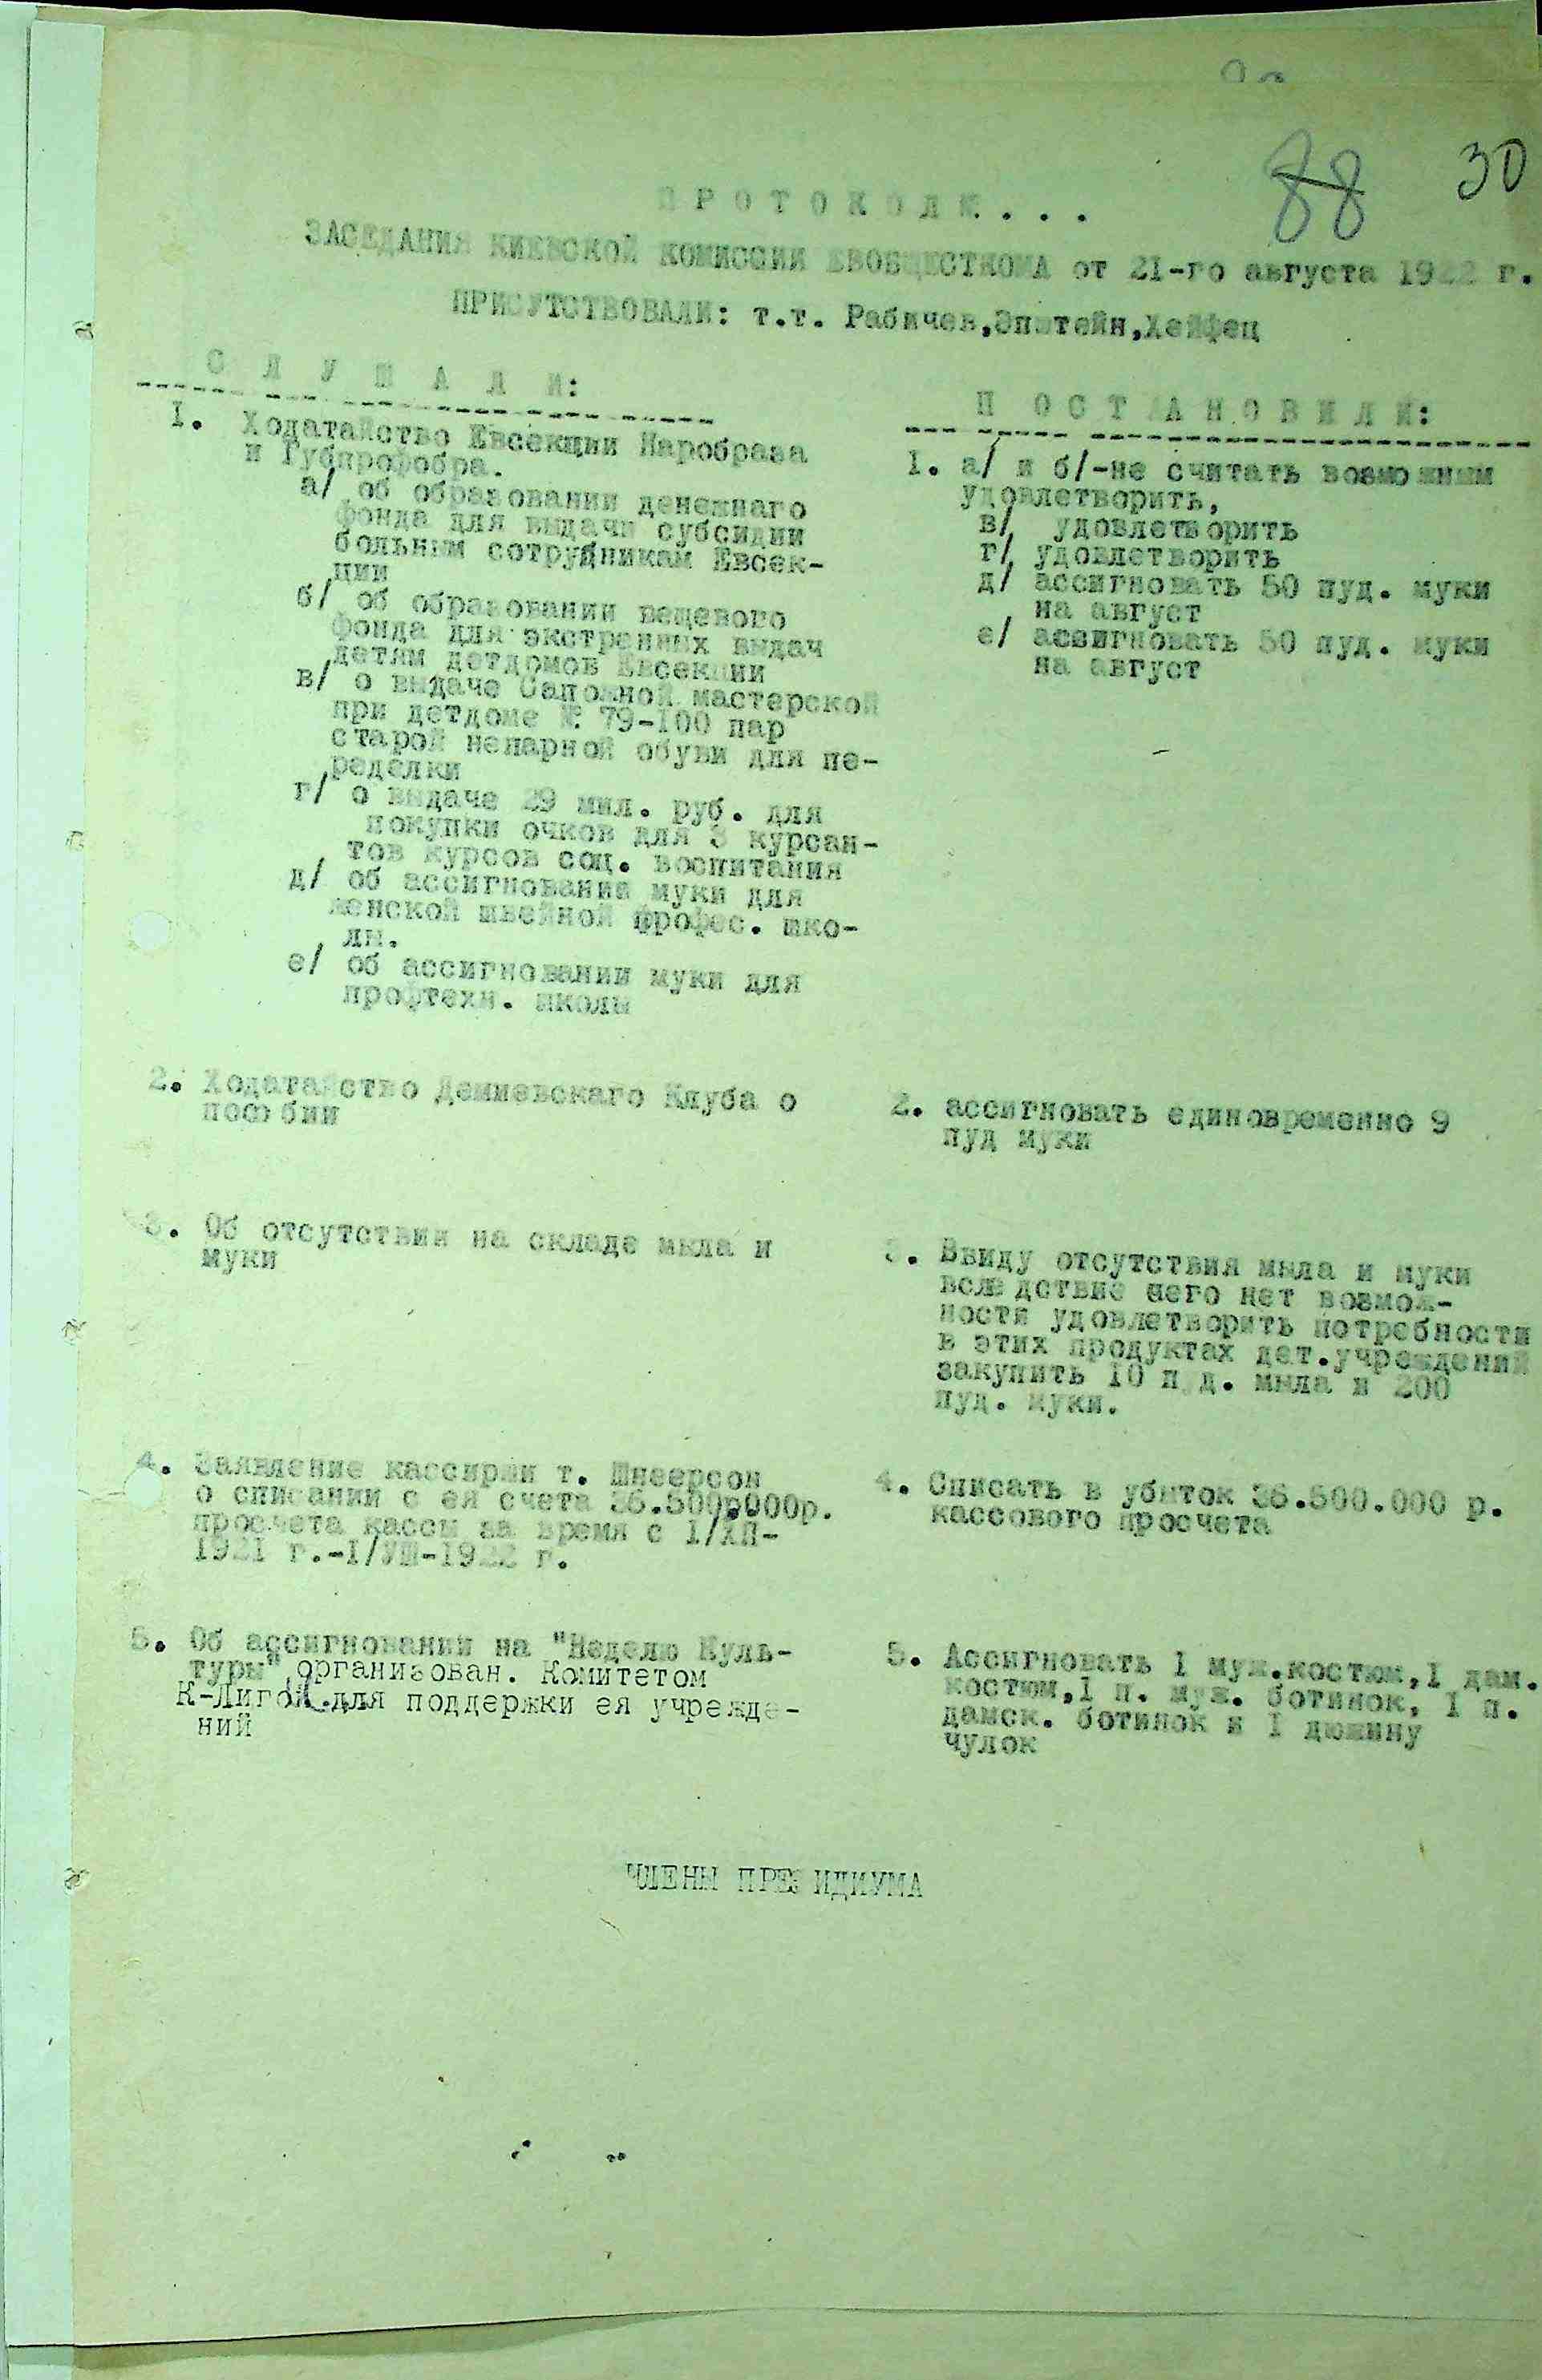 88 30
ПРОТОКОЛЖ...
ЗАСЕДАНИЯ КИЕВСКОЙ КОМИССИИ ЕВОБЩЕСТКОМА от 21-го августа 1922 г.
ПРИСУТСТВОВАЛИ: т.т. Рабичев,Эпштейн,Хейфец
СЛУШАЛИ:
1. Ходатайство Евсекции Наробраза
и Губпрофобра.
а/ об образовании денежнаго
фонда для выдачи субсидии
больным сотрудникам Евсек-
ции
б/ об образовании вещевого
фонда для экстренных выдач
детям детдомов Евсекции
в/ о выдаче Сапожной мастерской
при детдоме № 79-100 пар
старой непарной обуви для пе-
ределки
г/ о выдаче 29 мил. руб. для
покупки очков для 3 курсан-
тов курсов соц. воспитания
д/ об ассигновании муки для
женской швейной профес. шко-
лы.
е/ об ассигновании муки для
профтехн. школы
2. Ходатайство Демиевскаго Клуба о
пособии
3. Об отсутствии на складе мыла и
муки
4. Заявление кассирши т. Шнеерсон
о списании с ея счета 36.500.000р.
просчета кассы за время с 1/ХП-
1921 г.-I/УШ-1922 г.
5. Об ассигновании на "Неделю Куль-
туры",организован. Комитетом
К-Лигой для поддержки ея учрежде-
ний
ПОСТАНОВИЛИ:
1. а/ и б/-не считать возможным
удовлетворить,
в/ удовлетворить
г/ удовлетворить
д/ ассигновать 50 пуд. муки
на август
е/ ассигновать 50 пуд. муки
на август
2. ассигновать единовременно 9
пуд муки
3. Ввиду отсутствия мыла и муки
вследствие чего нет возмож-
ности удовлетворить потребности
в этих продуктах дет.учреждений
закупить 10 п д. мыла и 200
пуд. муки.
4. Списать в убыток 36.500.000 р.
кассового просчета
5. Ассигновать 1 муж.костюм,1 дам.
костюм,1 п. муж. ботинок, 1 п.
дамск. ботинок и I дюжину
чулок
ЧЛЕНЫ ПРЕЗИДИУМА